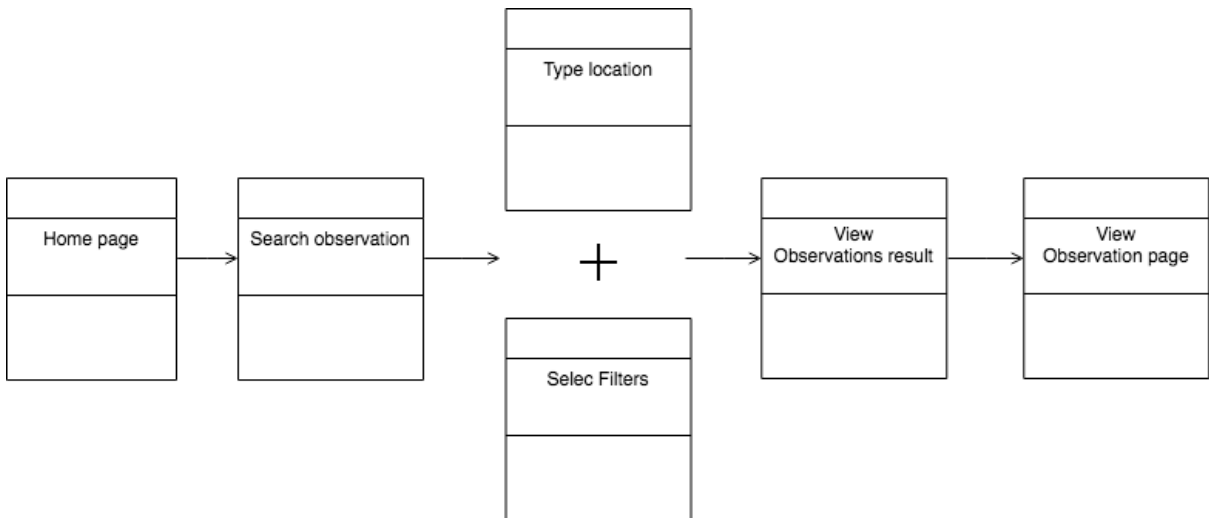 Type location
Home page
Search observation
+
View
Observations result
View
Observation page
Selec Filters